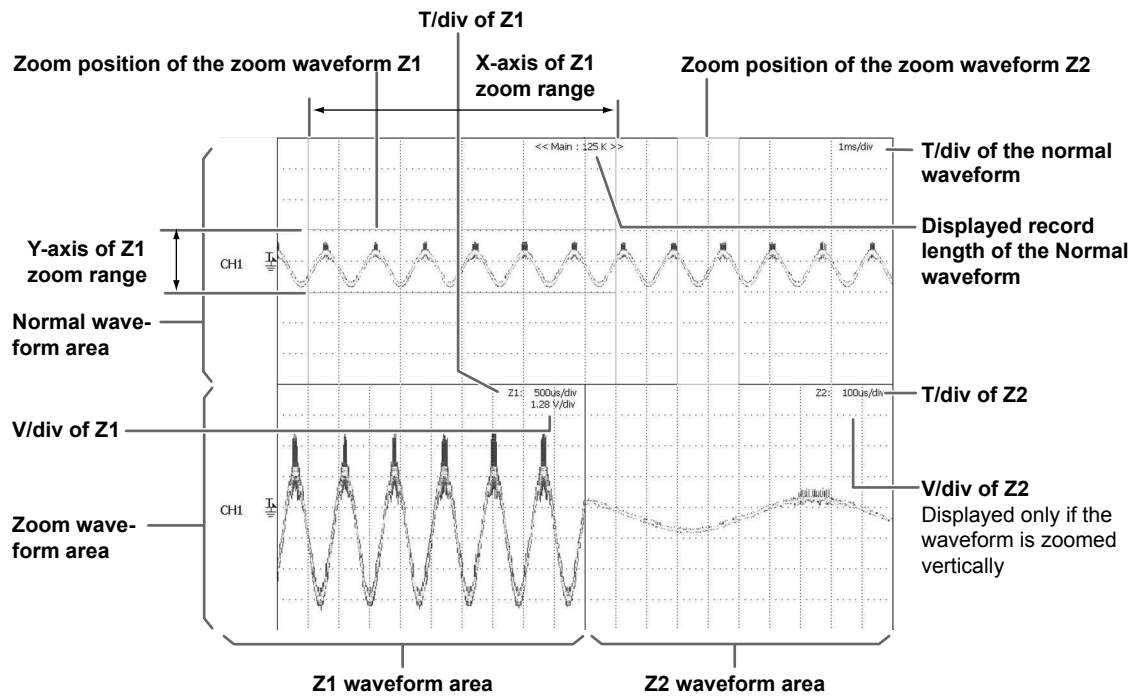 T/div of Z1
Zoom position of the zoom waveform Z1
X-axis of Z1
zoom range
Zoom position of the zoom waveform Z2
<< Main : 125 K >>
1ms/div
T/div of the normal
waveform
Displayed record
length of the Normal
waveform
Y-axis of Z1
zoom range
CH1
T
Normal wave-
form area
Z1: 500us/div
1.28 V/div
Z2: 100us/div
T/div of Z2
V/div of Z1
V/div of Z2
Displayed only if the
waveform is zoomed
vertically
CH1
T
Zoom wave-
form area
Z1 waveform area
Z2 waveform area